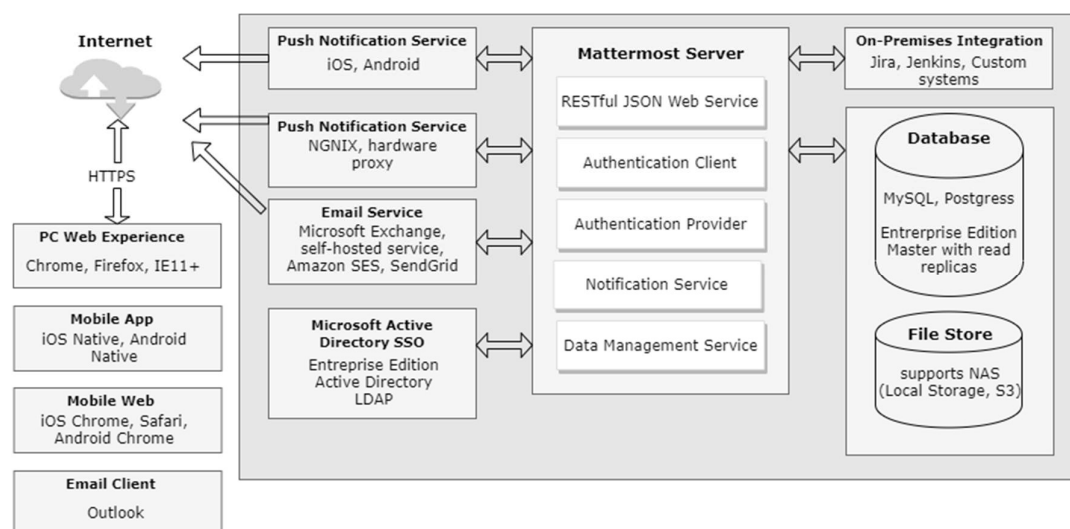 Internet
HTTPS
PC Web Experience
Chrome, Firefox, IE11+
Mobile App
iOS Native, Android
Native
Mobile Web
iOS Chrome, Safari,
Android Chrome
Email Client
Outlook
Push Notification Service
iOS, Android
Push Notification Service
NGNIX, hardware
proxy
Email Service
Microsoft Exchange,
self-hosted service,
Amazon SES, SendGrid
Microsoft Active
Directory SSO
Entreprise Edition
Active Directory
LDAP
Mattermost Server
RESTful JSON Web Service
Authentication Client
Authentication Provider
Notification Service
Data Management Service
On-Premises Integration
Jira, Jenkins, Custom
systems
Database
MySQL, Postgress
Entrerprise Edition
Master with read
replicas
File Store
supports NAS
(Local Storage, S3)